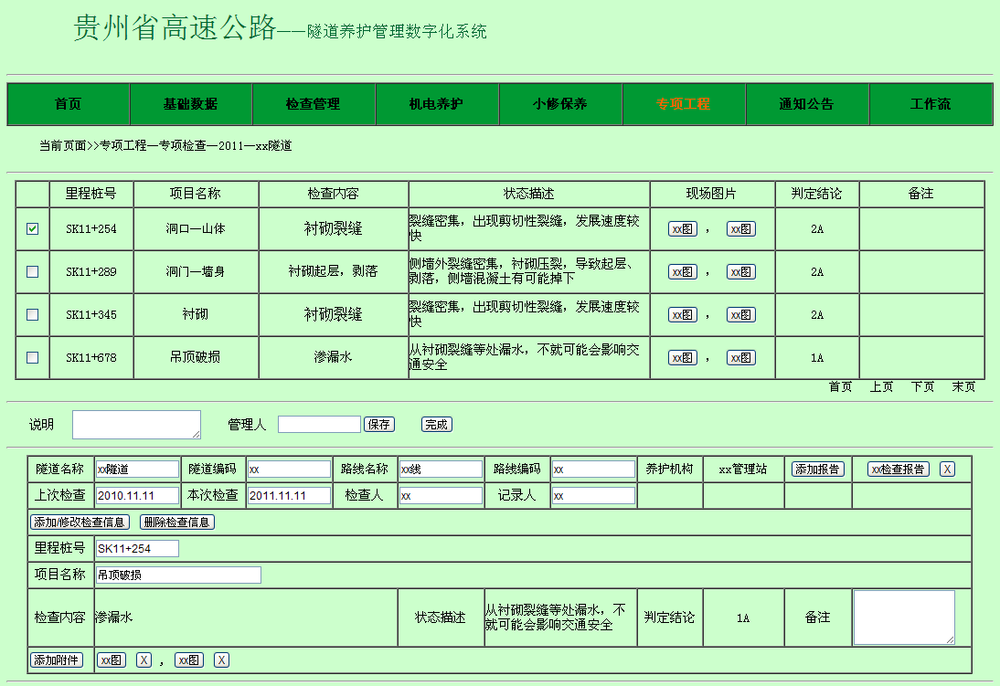 贵州省高速公路——隧道养护管理数字化系统
首页 基础数据 检查管理 机电养护 小修保养 专项工程 通知公告 工作流
当前页面>>专项工程—专项检查—2011—xx隧道
里程桩号 项目名称 检查内容 状态描述 现场图片 判定结论 备注
SK11+254 洞口—山体 衬砌裂缝 裂缝密集，出现剪切性裂缝，发展速度较快 xx图 ， xx图 2A
SK11+289 洞门—墙身 衬砌起层，剥落 侧墙外裂缝密集，衬砌压裂，导致起层、剥落，侧墙混凝土有可能掉下 xx图 ， xx图 2A
SK11+345 衬砌 衬砌裂缝 裂缝密集，出现剪切性裂缝，发展速度较快 xx图 ， xx图 2A
SK11+678 吊顶破损 渗漏水 从衬砌裂缝等处漏水，不就可能会影响交通安全 xx图 ， xx图 1A
首页 上页 下页 末页
说明 管理人 保存 完成
隧道名称 xx隧道 隧道编码 xx 路线名称 xx线 路线编码 xx 养护机构 xx管理站 添加报告 xx检查报告 X
上次检查 2010.11.11 本次检查 2011.11.11 检查人 xx 记录人 xx
添加/修改检查信息 删除检查信息
里程桩号 SK11+254
项目名称 吊顶破损
检查内容 渗漏水 状态描述 从衬砌裂缝等处漏水，不就可能会影响交通安全 判定结论 1A 备注
添加附件 xx图 X ， xx图 X